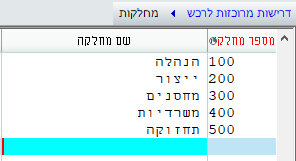 דרישות מרוכזות לרכש מחלקות
מספר מחלקה שם מחלקה
100 הנהלה
200 ייצור
300 מחסנים
400 משרדיות
500 תחזוקה